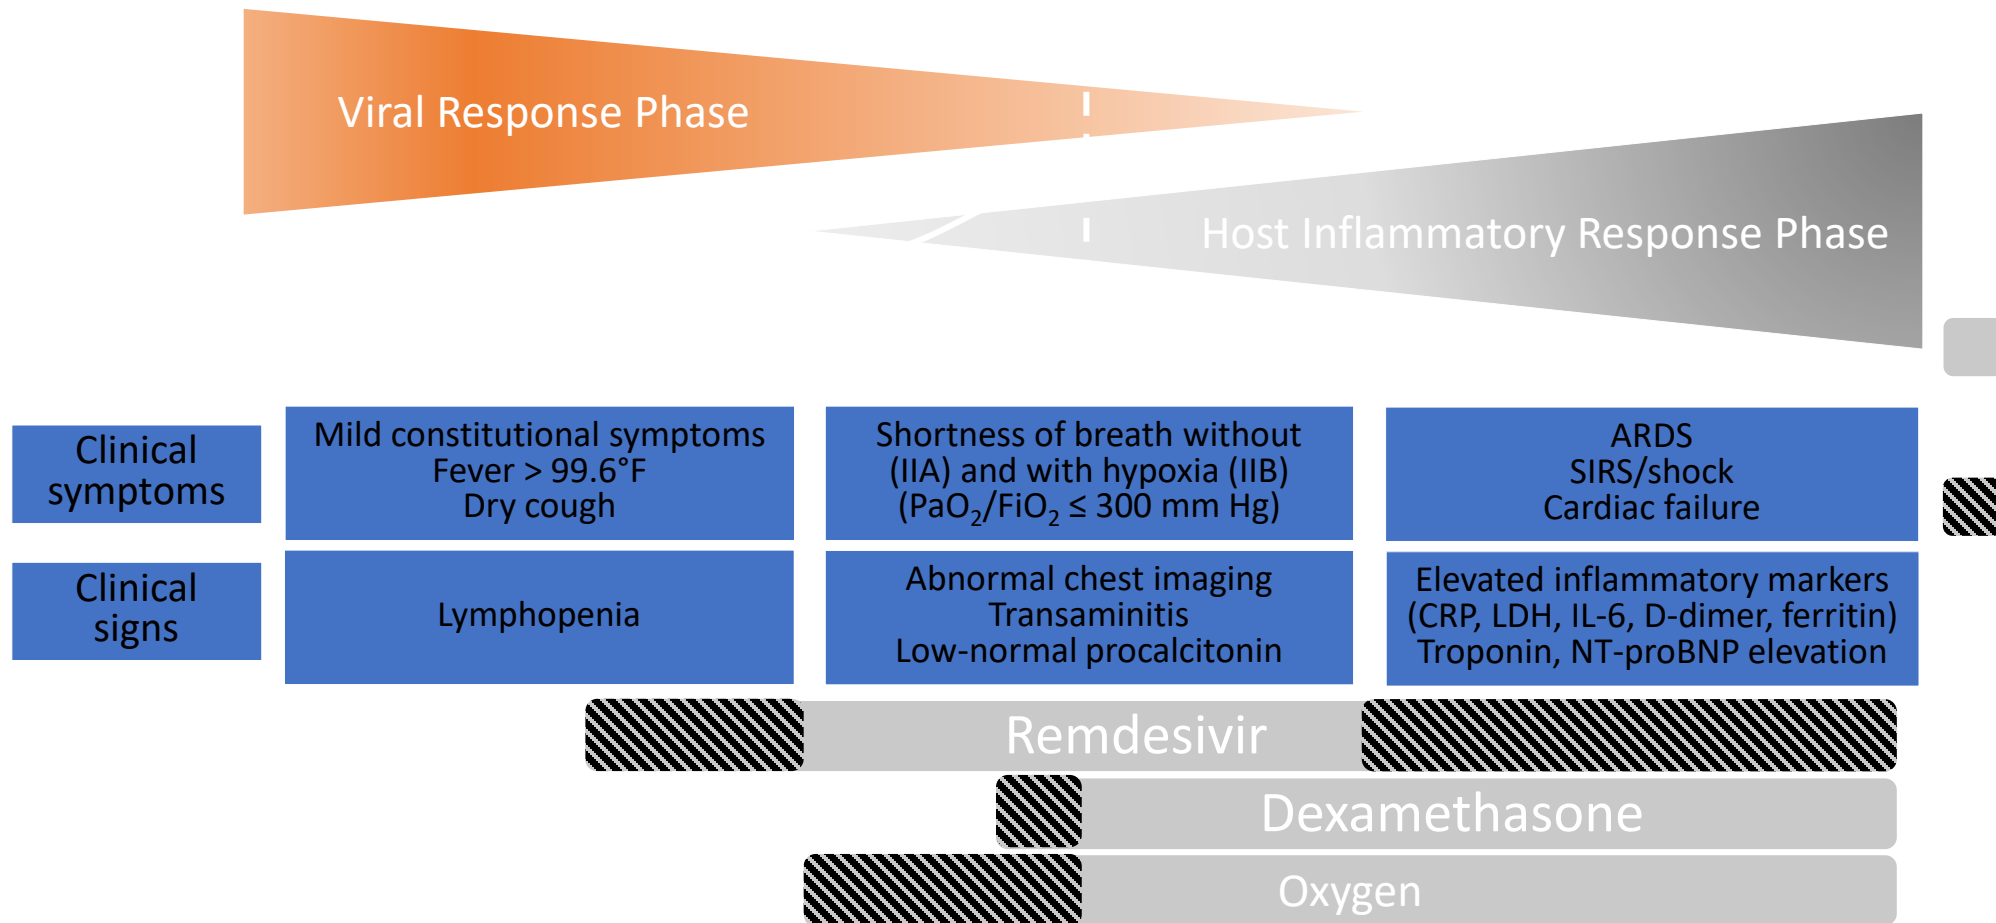 Viral Response Phase
Host Inflammatory Response Phase
Clinical
symptoms
Mild constitutional symptoms
Fever > 99.6°F
Dry cough
Shortness of breath without
(IIA) and with hypoxia (IIB)
(PaO₂/FiO₂ ≤ 300 mm Hg)
ARDS
SIRS/shock
Cardiac failure
Clinical
signs
Lymphopenia
Abnormal chest imaging
Transaminitis
Low-normal procalcitonin
Elevated inflammatory markers
(CRP, LDH, IL-6, D-dimer, ferritin)
Troponin, NT-proBNP elevation
Remdesivir
Dexamethasone
Oxygen